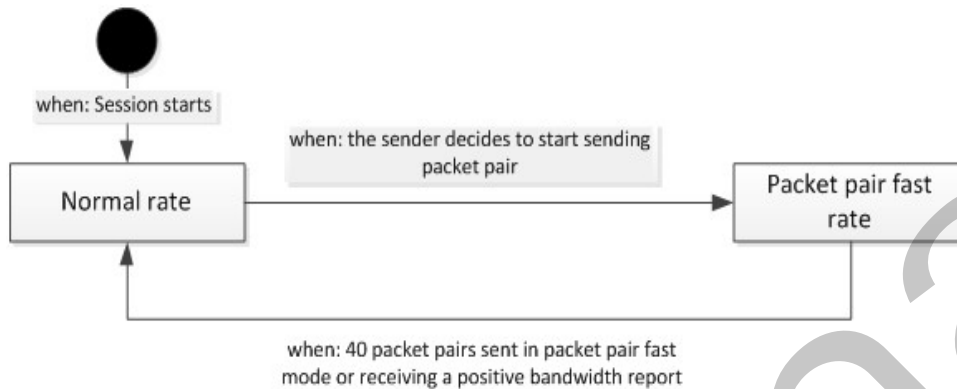 when: Session starts
when: the sender decides to start sending
packet pair
Normal rate
Packet pair fast
rate
when: 40 packet pairs sent in packet pair fast
mode or receiving a positive bandwidth report